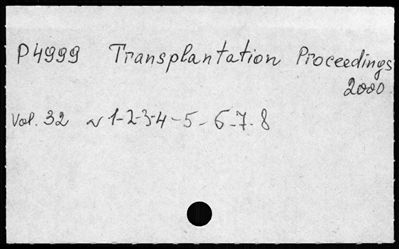 P4999 Transplantation Proceedings
2000
Vol. 32 N 1-2-3-4-5-6-7-8